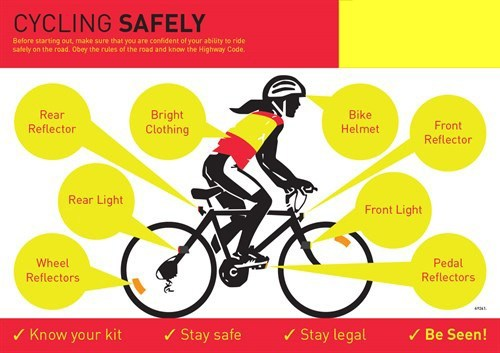 CYCLING SAFELY
Before starting out, make sure that you are confident of your ability to ride
safely on the road. Obey the rules of the road and know the Highway Code.
Rear
Reflector
Bright
Clothing
Bike
Helmet
Front
Reflector
Rear Light
Front Light
Wheel
Reflectors
Pedal
Reflectors
✓ Know your kit
✓ Stay safe
✓ Stay legal
✓ Be Seen!